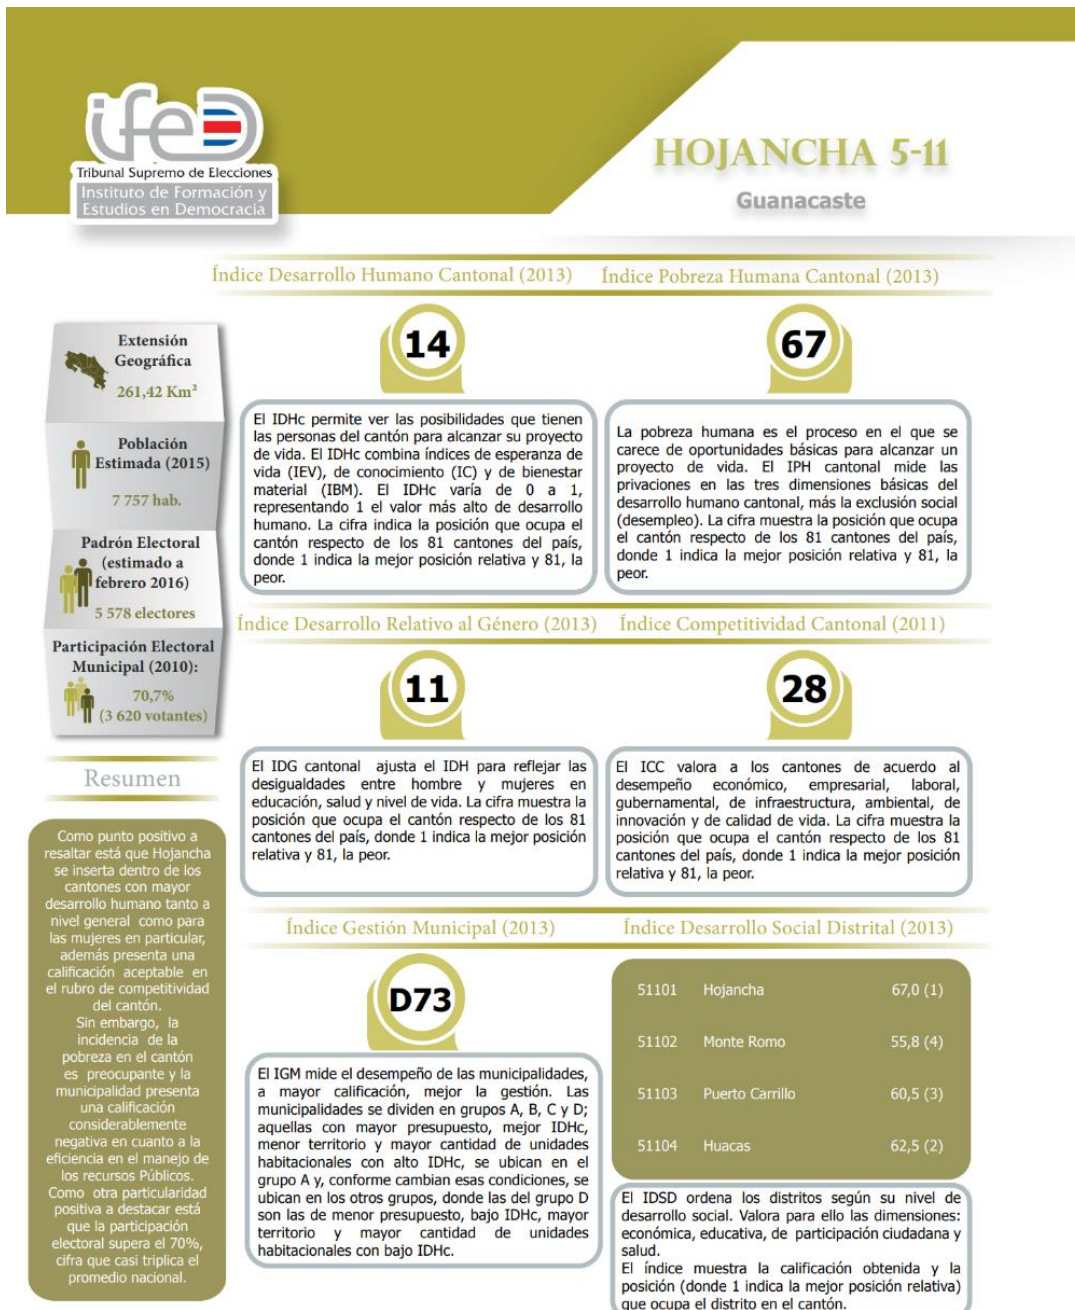 ifed
Tribunal Supremo de Elecciones
Instituto de Formación y
Estudios en Democracia
HOJANCHA 5-11
Guanacaste
Extensión
Geográfica
261,42 Km²
Población
Estimada (2015)
7 757 hab.
Padrón Electoral
(estimado a
febrero 2016)
5 578 electores
Participación Electoral
Municipal (2010):
70,7%
(3 620 votantes)
Resumen
Como punto positivo a
resaltar está que Hojancha
se inserta dentro de los
cantones con mayor
desarrollo humano tanto a
nivel general como para
las mujeres en particular,
además presenta una
calificación aceptable en
el rubro de competitividad
del cantón.
Sin embargo, la
incidencia de la
pobreza en el cantón
es preocupante y la
municipalidad presenta
una calificación
considerablemente
negativa en cuanto a la
eficiencia en el manejo de
los recursos Públicos.
Como otra particularidad
positiva a destacar está
que la participación
electoral supera el 70%,
cifra que casi triplica el
promedio nacional.
Índice Desarrollo Humano Cantonal (2013)
14
El IDHc permite ver las posibilidades que tienen
las personas del cantón para alcanzar su proyecto
de vida. El IDHc combina índices de esperanza de
vida (IEV), de conocimiento (IC) y de bienestar
material (IBM). El IDHc varía de 0 a 1,
representando 1 el valor más alto de desarrollo
humano. La cifra indica la posición que ocupa el
cantón respecto de los 81 cantones del país,
donde 1 indica la mejor posición relativa y 81, la
peor.
Índice Pobreza Humana Cantonal (2013)
67
La pobreza humana es el proceso en el que se
carece de oportunidades básicas para alcanzar un
proyecto de vida. El IPH cantonal mide las
privaciones en las tres dimensiones básicas del
desarrollo humano cantonal, más la exclusión social
(desempleo). La cifra muestra la posición que ocupa
el cantón respecto de los 81 cantones del país,
donde 1 indica la mejor posición relativa y 81, la
peor.
Índice Desarrollo Relativo al Género (2013)
11
El IDG cantonal ajusta el IDH para reflejar las
desigualdades entre hombre y mujeres en
educación, salud y nivel de vida. La cifra muestra la
posición que ocupa el cantón respecto de los 81
cantones del país, donde 1 indica la mejor posición
relativa y 81, la peor.
Índice Competitividad Cantonal (2011)
28
El ICC valora a los cantones de acuerdo al
desempeño económico, empresarial, laboral,
gubernamental, de infraestructura, ambiental, de
innovación y de calidad de vida. La cifra muestra la
posición que ocupa el cantón respecto de los 81
cantones del país, donde 1 indica la mejor posición
relativa y 81, la peor.
Índice Gestión Municipal (2013)
D73
El IGM mide el desempeño de las municipalidades,
a mayor calificación, mejor la gestión. Las
municipalidades se dividen en grupos A, B, C y D;
aquellas con mayor presupuesto, mejor IDHc,
menor territorio y mayor cantidad de unidades
habitacionales con alto IDHc, se ubican en el
grupo A y, conforme cambian esas condiciones, se
ubican en los otros grupos, donde las del grupo D
son las de menor presupuesto, bajo IDHc, mayor
territorio y mayor cantidad de unidades
habitacionales con bajo IDHc.
Índice Desarrollo Social Distrital (2013)
51101 Hojancha 67,0 (1)
51102 Monte Romo 55,8 (4)
51103 Puerto Carrillo 60,5 (3)
51104 Huacas 62,5 (2)
El IDSD ordena los distritos según su nivel de
desarrollo social. Valora para ello las dimensiones:
económica, educativa, de participación ciudadana y
salud.
El índice muestra la calificación obtenida y la
posición (donde 1 indica la mejor posición relativa)
que ocupa el distrito en el cantón.